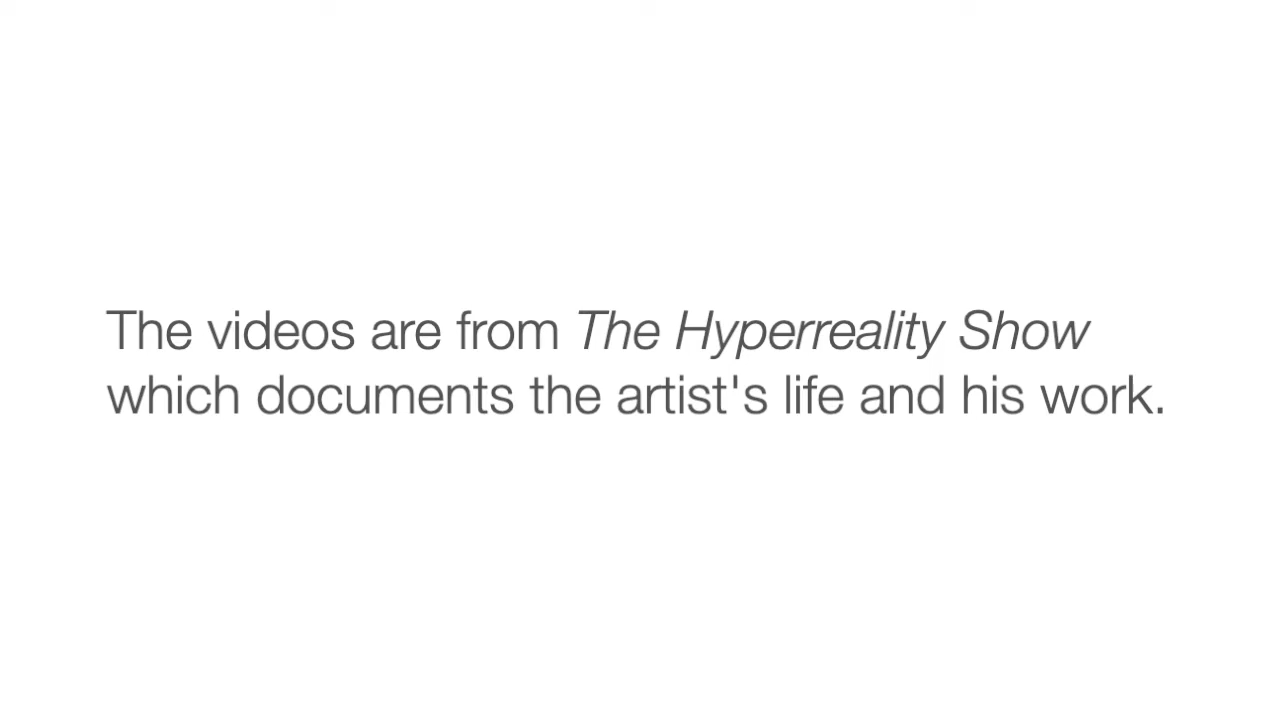 The videos are from The Hyperreality Show
which documents the artist's life and his work.